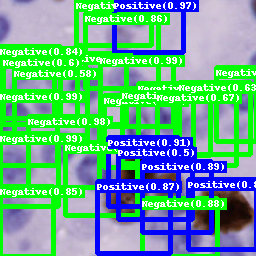 Positive(0.97)
Negative(0.86)
Negative(0.84)
Negative(0.6)
Negative(0.99)
Negative(0.58)
Negative(0.63
Negative(0.99)
Negative(0.67)
Negative(0.98)
Negative(0.99)
Positive(0.91)
Positive(0.5)
Positive(0.89)
Positive(0.87)
Negative(0.85)
Negative(0.88)